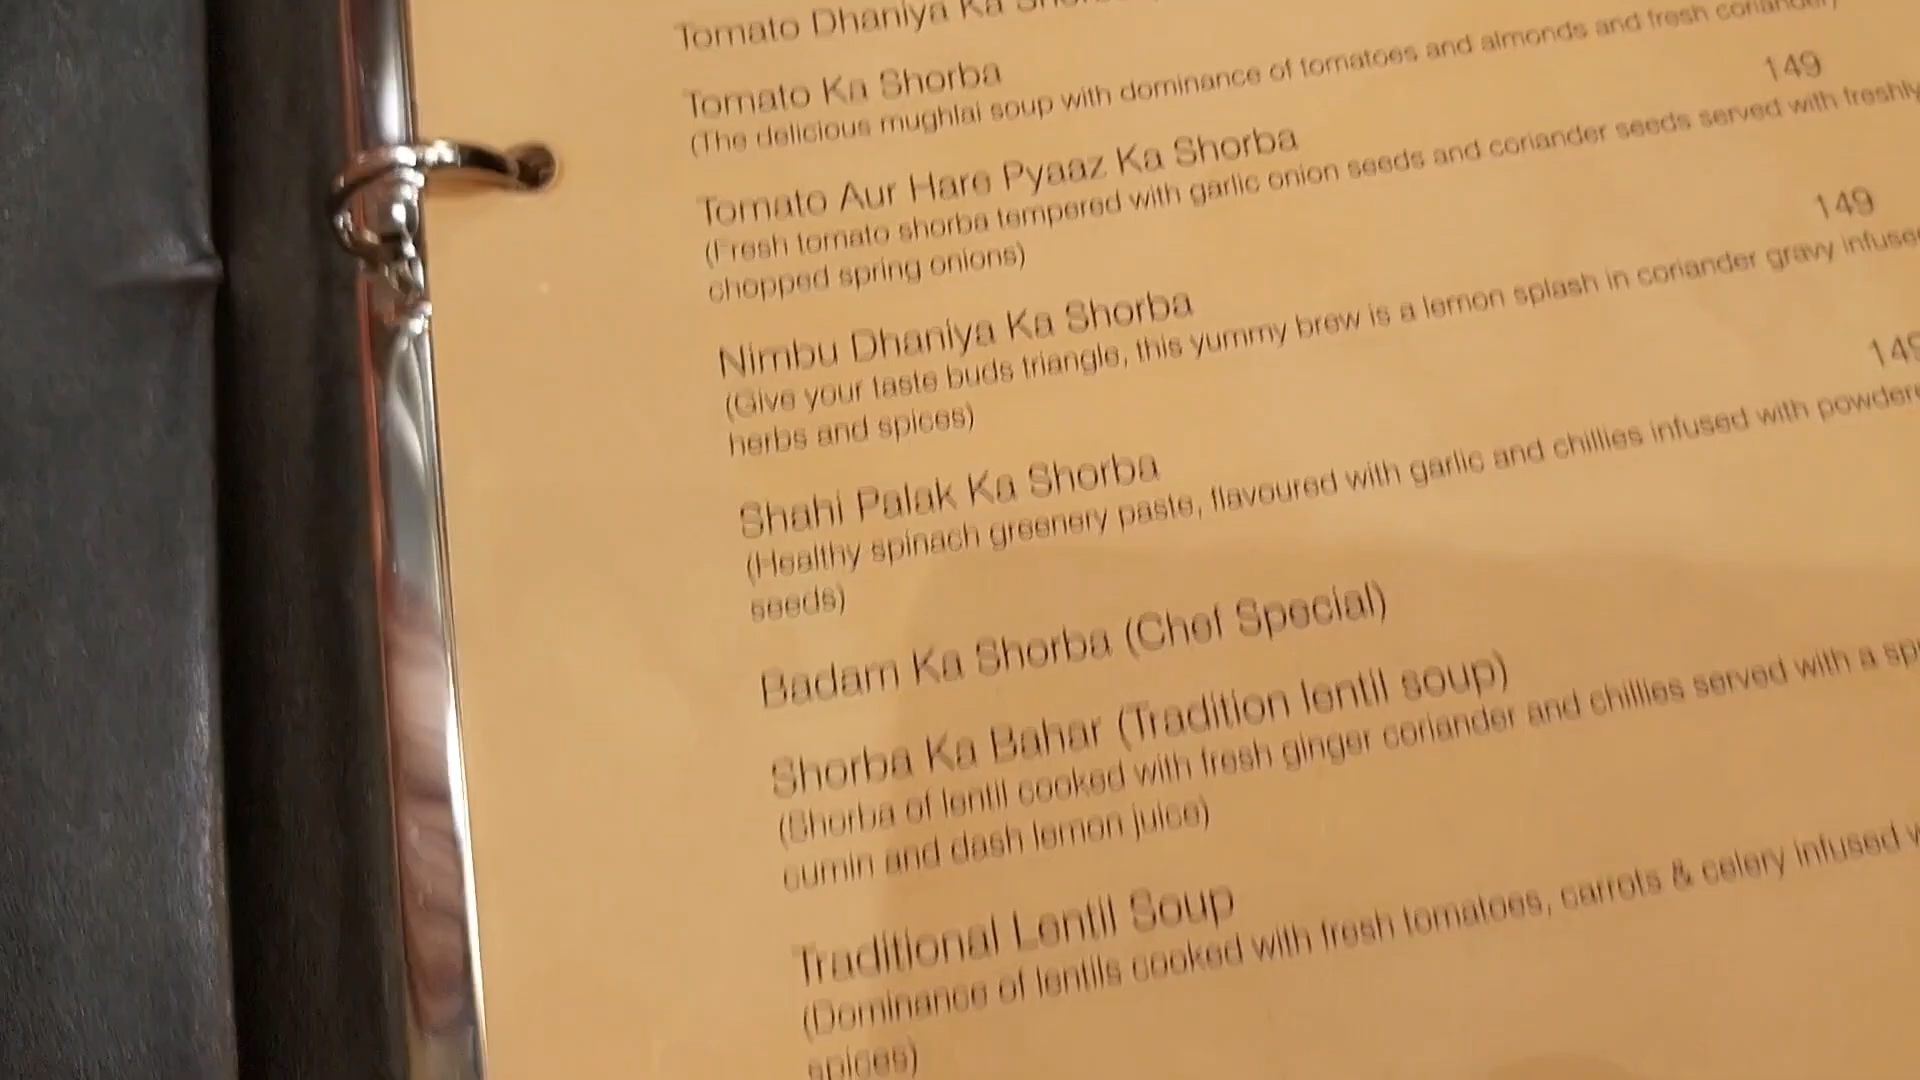 Tomato Dhaniya Ka
Tomato Ka Shorba
(The delicious mughlai soup with dominance of tomatoes and almonds and fresh coriander)
149
Tomato Aur Hare Pyaaz Ka Shorba
(Fresh tomato shorba tempered with garlic onion seeds and coriander seeds served with freshly
chopped spring onions)
149
Nimbu Dhaniya Ka Shorba
(Give your taste buds triangle, this yummy brew is a lemon splash in coriander gravy
herbs and spices)
149
Shahi Palak Ka Shorba
(Healthy spinach greenery paste, flavoured with garlic and chillies infused with
seeds)
Badam Ka Shorba (Chef Special)
Shorba Ka Bahar (Tradition lentil soup)
(Shorba of lentil cooked with fresh ginger coriander and chillies served with a
cumin and dash lemon juice)
Traditional Lentil Soup
(Dominance of lentils cooked with fresh tomatoes, carrots & celery infused
spices)